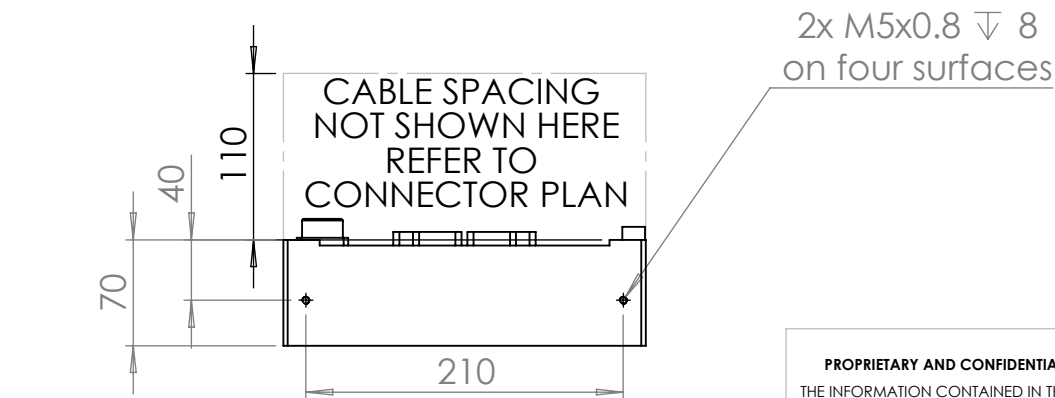 2x M5x0.8 ↧ 8
on four surfaces
CABLE SPACING
NOT SHOWN HERE
REFER TO
CONNECTOR PLAN
110
40
70
210
PROPRIETARY AND CONFIDENTIA
THE INFORMATION CONTAINED IN TH